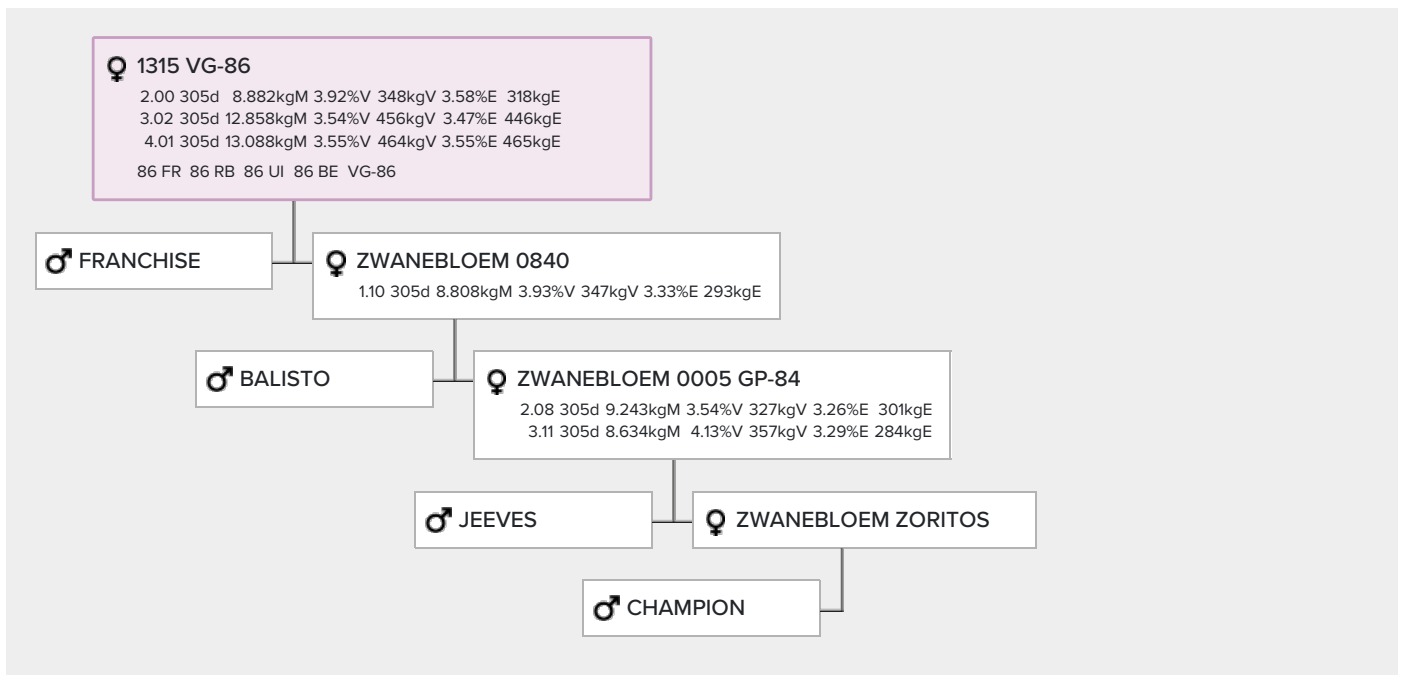 1315 VG-86
2.00 305d 8.882kgM 3.92%V 348kgV 3.58%E 318kgE
3.02 305d 12.858kgM 3.54%V 456kgV 3.47%E 446kgE
4.01 305d 13.088kgM 3.55%V 464kgV 3.55%E 465kgE
86 FR 86 RB 86 UI 86 BE VG-86
FRANCHISE
ZWANEBLOEM 0840
1.10 305d 8.808kgM 3.93%V 347kgV 3.33%E 293kgE
BALISTO
ZWANEBLOEM 0005 GP-84
2.08 305d 9.243kgM 3.54%V 327kgV 3.26%E 301kgE
3.11 305d 8.634kgM 4.13%V 357kgV 3.29%E 284kgE
JEEVES
ZWANEBLOEM ZORITOS
CHAMPION